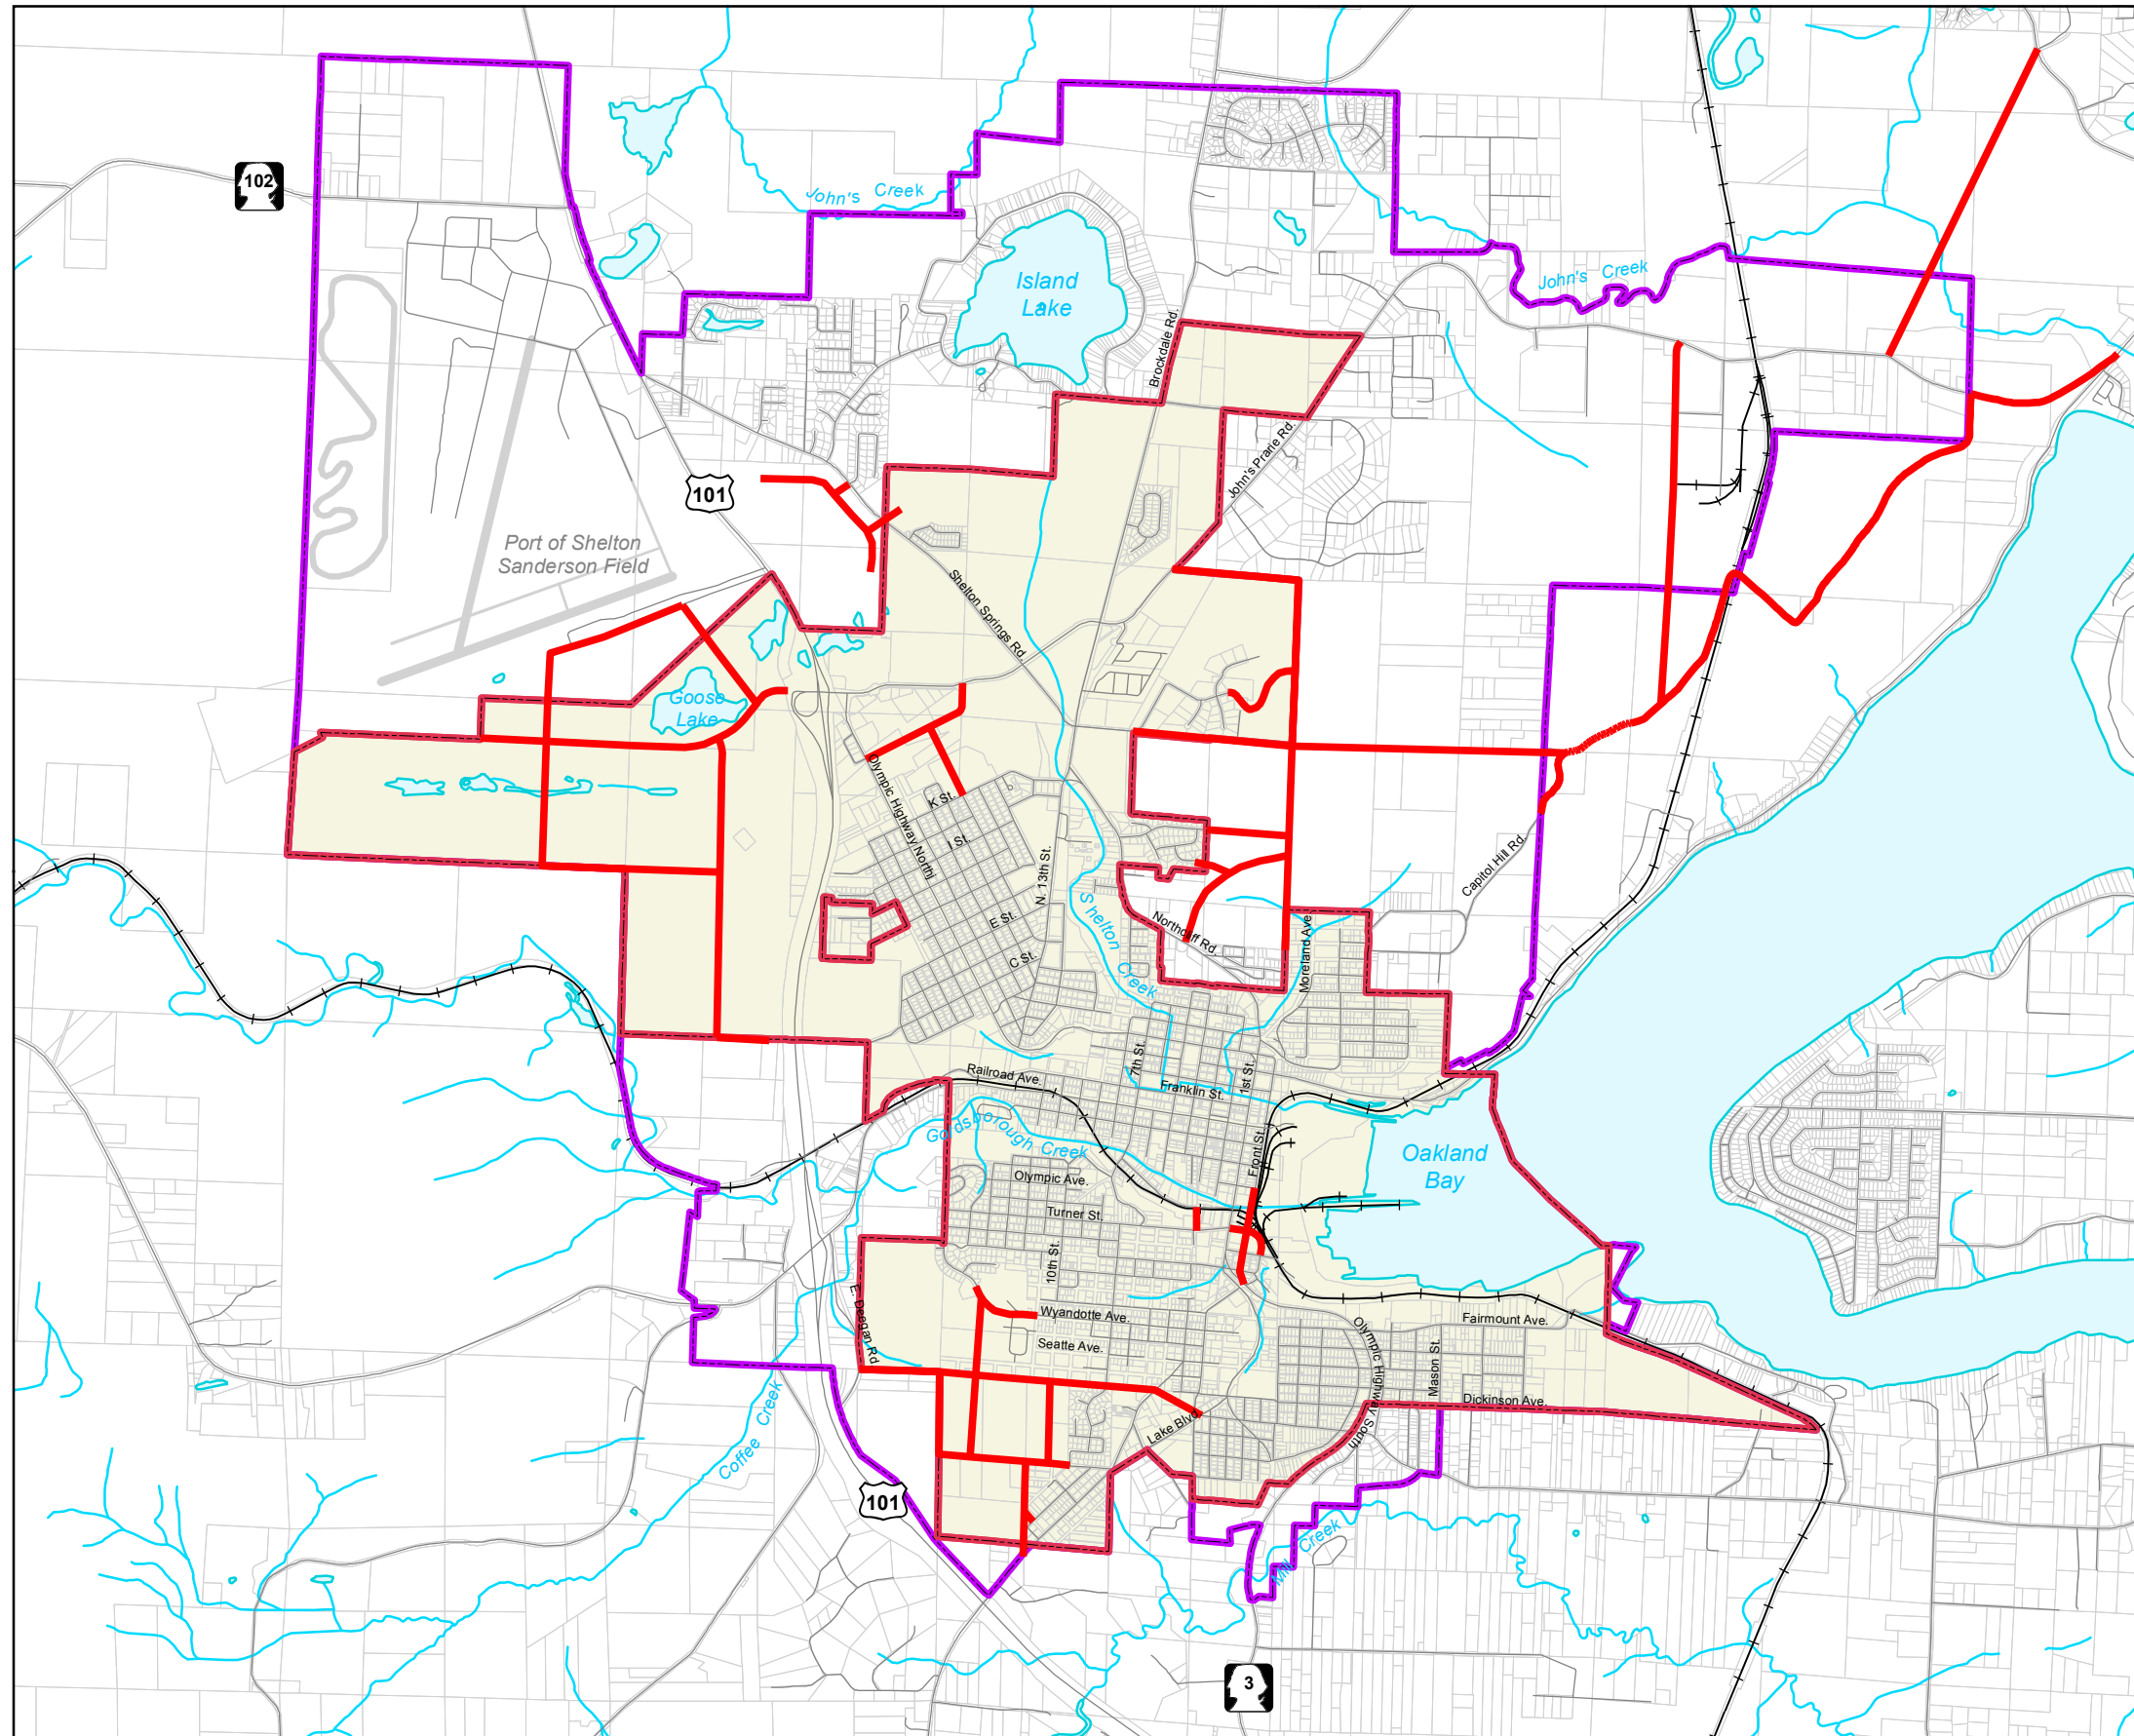 102
John's Creek
Island
Lake
John's Creek
Brockdale Rd.
John's Prarie Rd.
101
Port of Shelton
Sanderson Field
Shelton Springs Rd.
Goose
Lake
Olympic Highway Northj
K St.
I St.
N. 13th St.
E St.
C St.
Shelton Creek
Northcliff Rd.
Moreland Ave.
Capitol Hill Rd.
Railroad Ave.
7th St.
Franklin St.
1st St.
Goldsborough Creek
Front St.
Oakland
Bay
Olympic Ave.
Turner St.
10th St.
E. Deegan Rd
Wyandotte Ave.
Seatte Ave.
Fairmount Ave.
Olympic Highway South
Mason St.
Dickinson Ave.
Lake Blvd.
Coffee Creek
101
Mill Creek
3